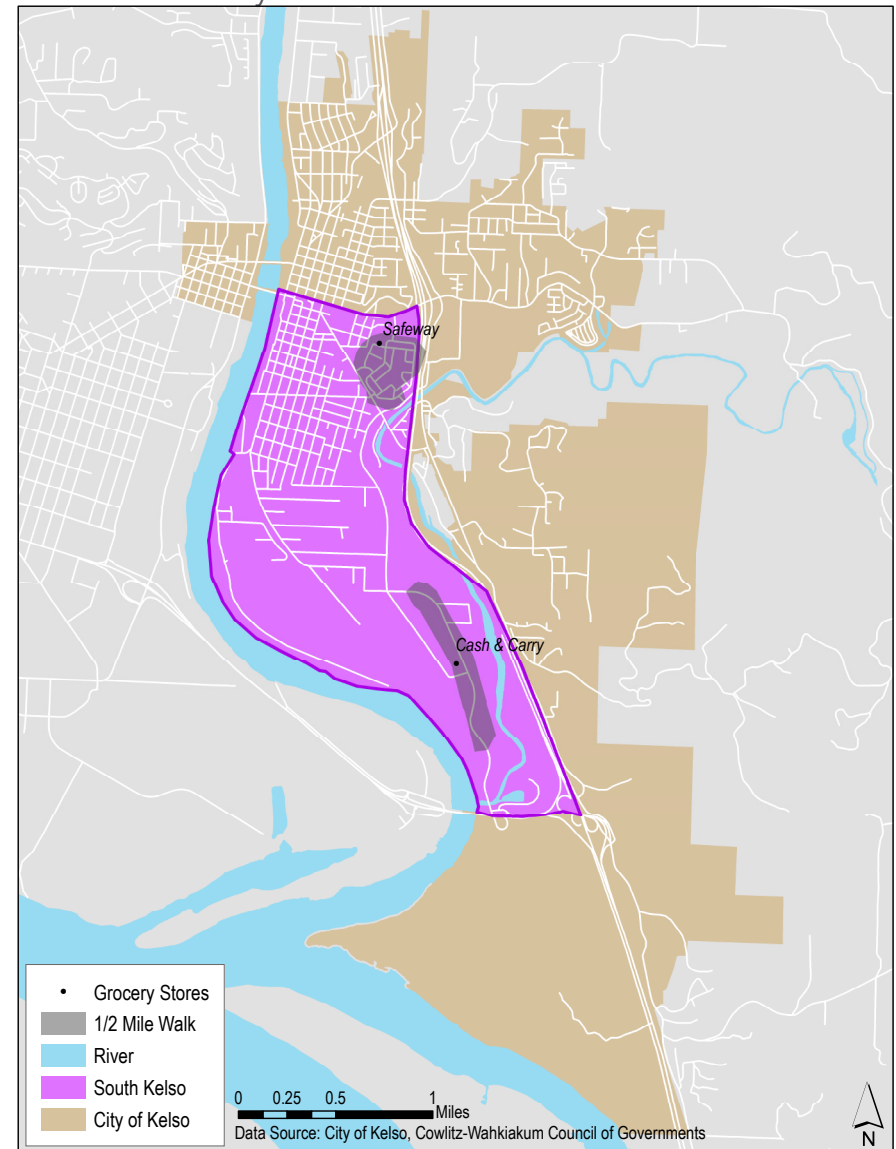 Safeway
Cash & Carry
Grocery Stores
1/2 Mile Walk
River
South Kelso
City of Kelso
0 0.25 0.5 1
Miles
Data Source: City of Kelso, Cowlitz-Wahkiakum Council of Governments
N